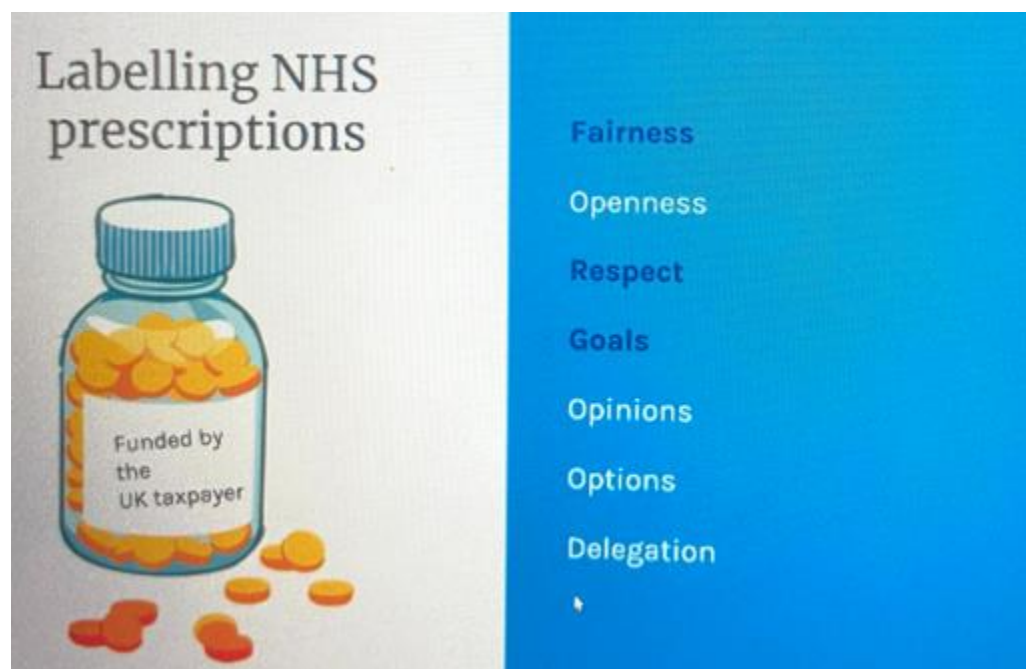 Labelling NHS
prescriptions
Funded by
the
UK taxpayer
Fairness
Openness
Respect
Goals
Opinions
Options
Delegation